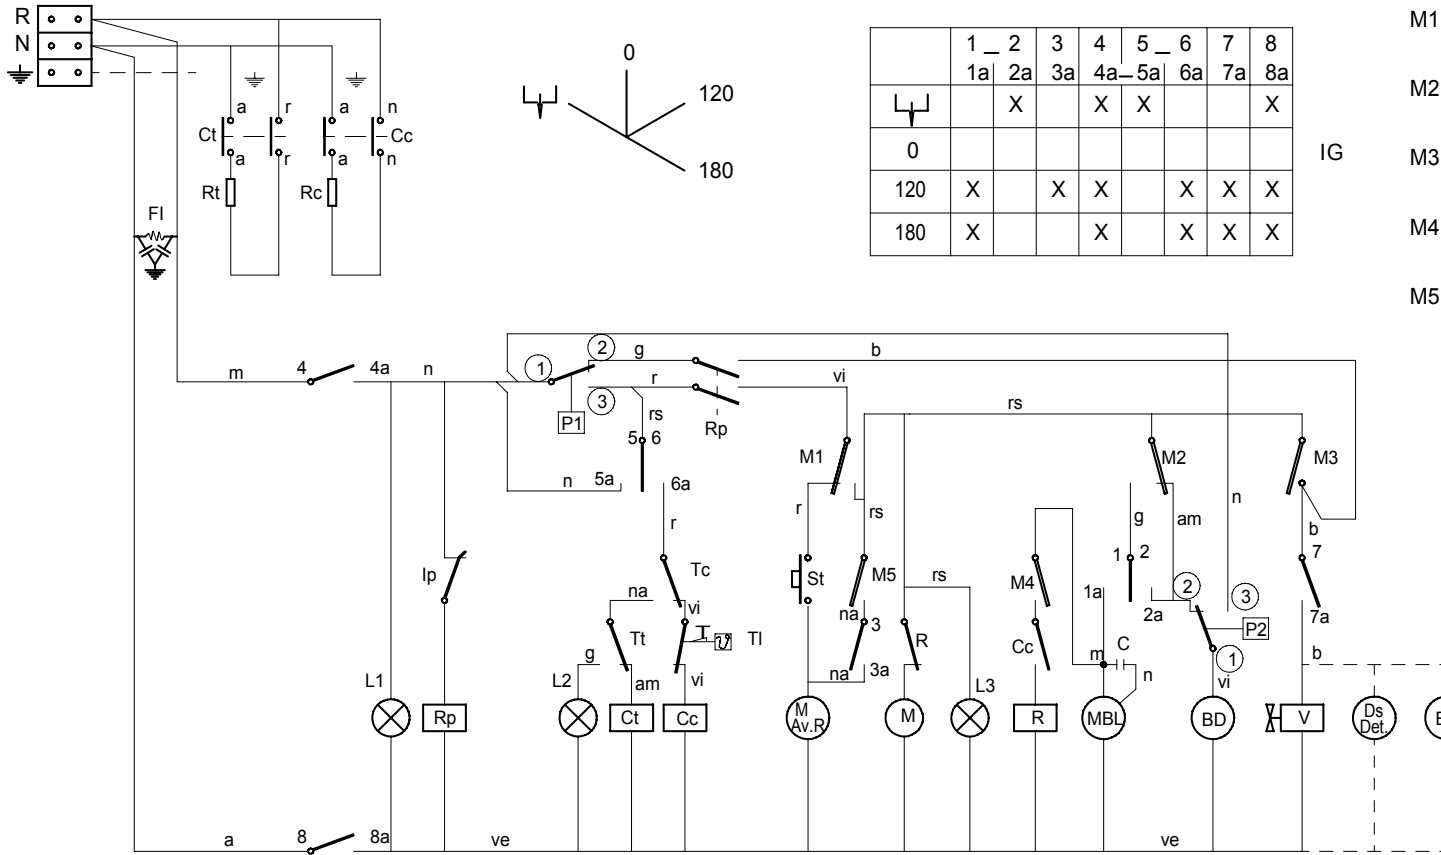 R
N
0
120
180
1 _ 2 3 4 5 _ 6 7 8
1a 2a 3a 4a – 5a 6a 7a 8a
X X X X
0
120 X X X X X X
180 X X X X X
IG
M1
M2
M3
M4
M5
a r a n
Ct Cc
a r a n
Rt Rc
FI
m 4 4a n
1 2 g b
3 r vi
P1 rs Rp rs
5 6
M1 M2 M3
n 5a 6a n
r r rs g am b
Ip Tc St M5 M4 1 2 7
na vi rs na 1a 2a 2 3 7a
Tt TI 3 R Cc P2
g am vi na 3a m C n 1 vi b
L1 L2 L3
Rp Ct Cc M Av.R M R MBL BD V Ds Det.
a 8 8a ve ve